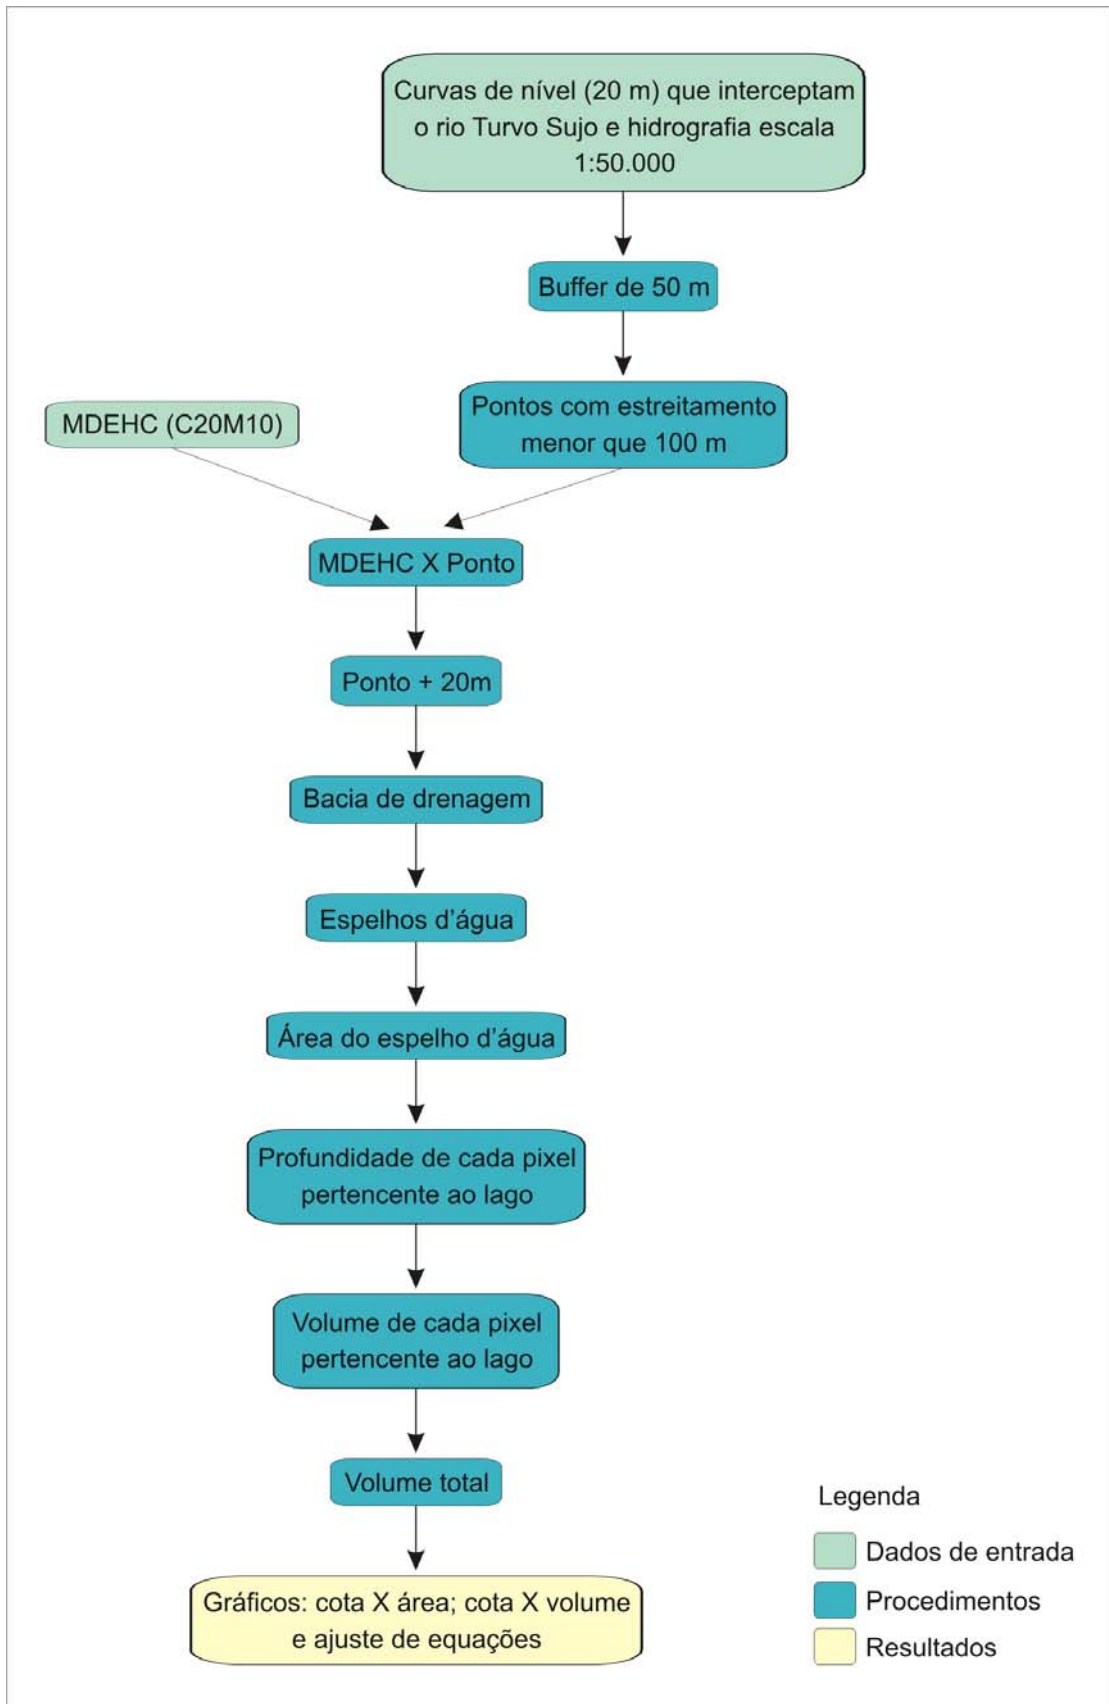 Curvas de nível (20 m) que interceptam
o rio Turvo Sujo e hidrografia escala
1:50.000
Buffer de 50 m
MDEHC (C20M10)
Pontos com estreitamento
menor que 100 m
MDEHC X Ponto
Ponto + 20m
Bacia de drenagem
Espelhos d’água
Área do espelho d’água
Profundidade de cada pixel
pertencente ao lago
Volume de cada pixel
pertencente ao lago
Volume total
Gráficos: cota X área; cota X volume
e ajuste de equações
Legenda
Dados de entrada
Procedimentos
Resultados